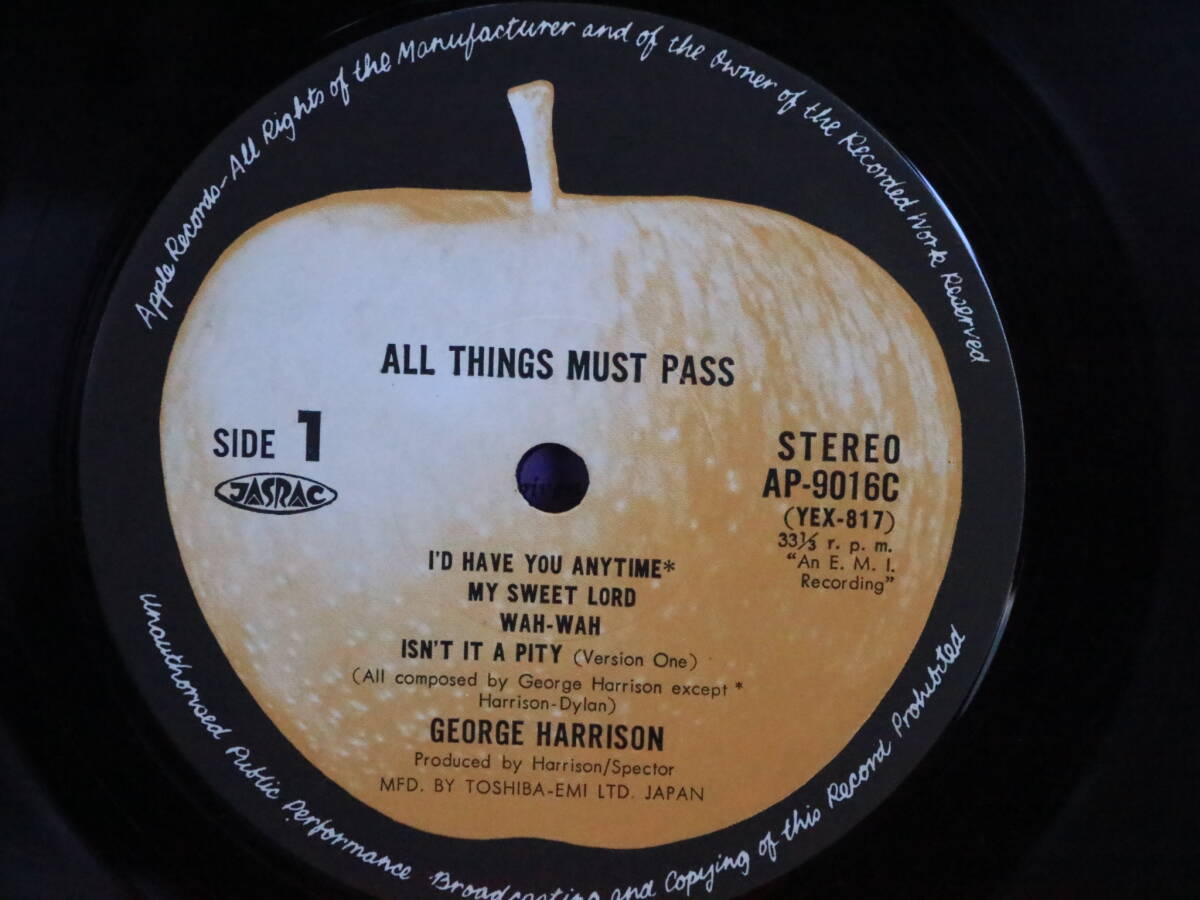 Apple Records-All Rights of the Manufacturer and of the Owner of the Recorded Work Reserved
ALL THINGS MUST PASS
SIDE 1
JASRAC
STEREO
AP-9016C
(YEX-817)
33⅓ r. p. m.
"An E. M. I.
Recording"
I'D HAVE YOU ANYTIME*
MY SWEET LORD
WAH-WAH
ISN'T IT A PITY (Version One)
(All composed by George Harrison except *
Harrison-Dylan)
GEORGE HARRISON
Produced by Harrison/Spector
MFD. BY TOSHIBA-EMI LTD. JAPAN
Unauthorised Public Performance Broadcasting and Copying of this Record Prohibited